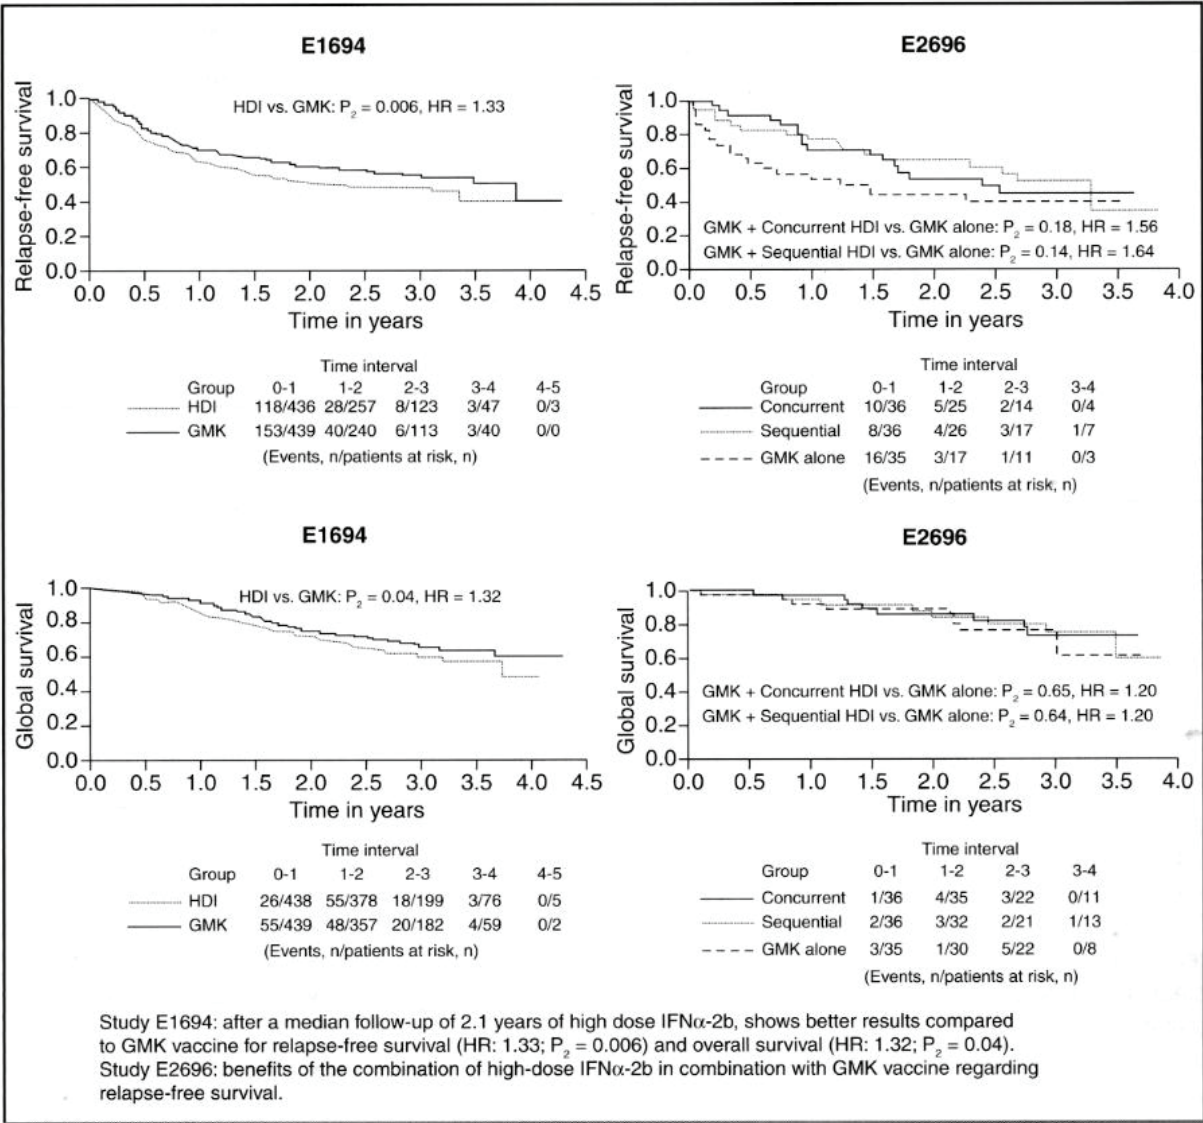 E1694
Relapse-free survival
1.0
0.8
0.6
0.4
0.2
0.0
HDI vs. GMK: P2 = 0.006, HR = 1.33
0.0 0.5 1.0 1.5 2.0 2.5 3.0 3.5 4.0 4.5
Time in years
Time interval
Group 0-1 1-2 2-3 3-4 4-5
HDI 118/436 28/257 8/123 3/47 0/3
GMK 153/439 40/240 6/113 3/40 0/0
(Events, n/patients at risk, n)
E2696
Relapse-free survival
1.0
0.8
0.6
0.4
0.2
0.0
GMK + Concurrent HDI vs. GMK alone: P2 = 0.18, HR = 1.56
GMK + Sequential HDI vs. GMK alone: P2 = 0.14, HR = 1.64
0.0 0.5 1.0 1.5 2.0 2.5 3.0 3.5 4.0
Time in years
Time interval
Group 0-1 1-2 2-3 3-4
Concurrent 10/36 5/25 2/14 0/4
Sequential 8/36 4/26 3/17 1/7
GMK alone 16/35 3/17 1/11 0/3
(Events, n/patients at risk, n)
E1694
Global survival
1.0
0.8
0.6
0.4
0.2
0.0
HDI vs. GMK: P2 = 0.04, HR = 1.32
0.0 0.5 1.0 1.5 2.0 2.5 3.0 3.5 4.0 4.5
Time in years
Time interval
Group 0-1 1-2 2-3 3-4 4-5
HDI 26/438 55/378 18/199 3/76 0/5
GMK 55/439 48/357 20/182 4/59 0/2
(Events, n/patients at risk, n)
E2696
Global survival
1.0
0.8
0.6
0.4
0.2
0.0
GMK + Concurrent HDI vs. GMK alone: P2 = 0.65, HR = 1.20
GMK + Sequential HDI vs. GMK alone: P2 = 0.64, HR = 1.20
0.0 0.5 1.0 1.5 2.0 2.5 3.0 3.5 4.0
Time in years
Time interval
Group 0-1 1-2 2-3 3-4
Concurrent 1/36 4/35 3/22 0/11
Sequential 2/36 3/32 2/21 1/13
GMK alone 3/35 1/30 5/22 0/8
(Events, n/patients at risk, n)
Study E1694: after a median follow-up of 2.1 years of high dose IFNα-2b, shows better results compared
to GMK vaccine for relapse-free survival (HR: 1.33; P2 = 0.006) and overall survival (HR: 1.32; P2 = 0.04).
Study E2696: benefits of the combination of high-dose IFNα-2b in combination with GMK vaccine regarding
relapse-free survival.